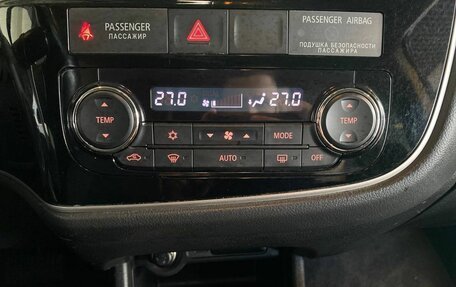 PASSENGER
ПАССАЖИР
PASSENGER AIRBAG
ПОДУШКА БЕЗОПАСНОСТИ
ПАССАЖИРА
27.0 27.0
TEMP
MODE
TEMP
AUTO
OFF